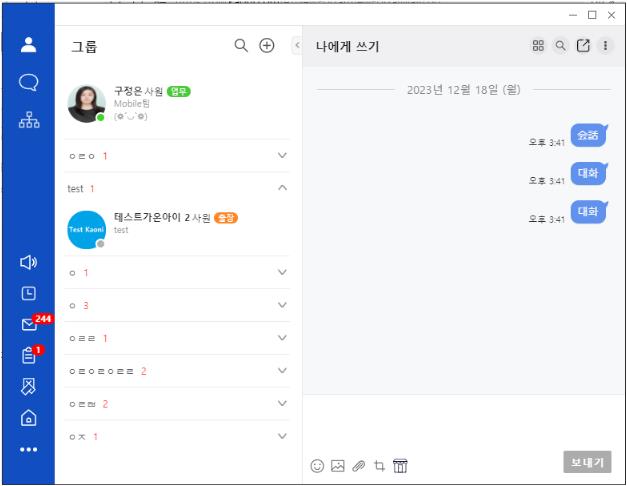 그룹
구정은 사원 업무
Mobile팀
(❁´◡`❁)
ㅇㄹㅇ 1
test 1
Test Kaoni
테스트가온아이 2 사원 출장
test
ㅇ 1
ㅇ 3
ㅇㄹㄹ 1
ㅇㄹㅇㄹㅇㄹㄹ 2
2
ㅇㅈ 1
244
1
나에게 쓰기
2023년 12월 18일 (월)
오후 3:41 会話
오후 3:41 대화
오후 3:41 대화
보내기